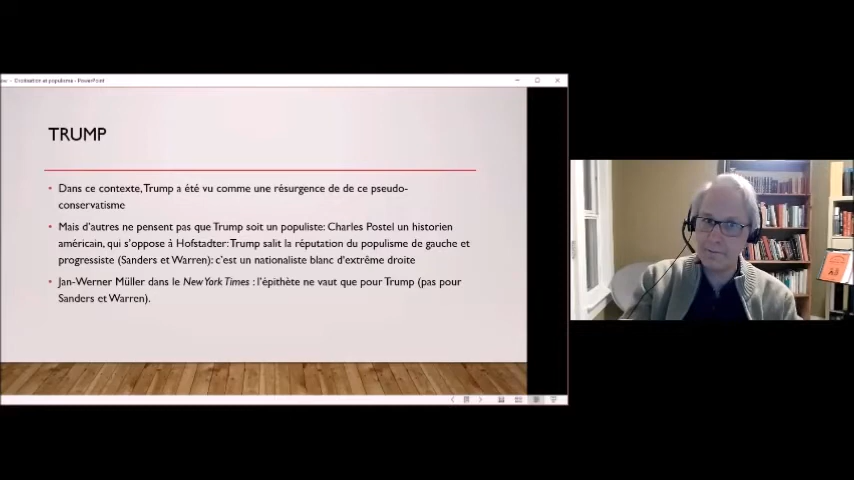 Civilisation et populisme - PowerPoint
TRUMP
• Dans ce contexte, Trump a été vu comme une résurgence de de ce pseudo-
conservatisme
• Mais d'autres ne pensent pas que Trump soit un populiste: Charles Postel un historien
américain, qui s'oppose à Hofstadter: Trump salit la réputation du populisme de gauche et
progressiste (Sanders et Warren): c'est un nationaliste blanc d'extrême droite
• Jan-Werner Müller dans le New York Times : l'épithète ne vaut que pour Trump (pas pour
Sanders et Warren).